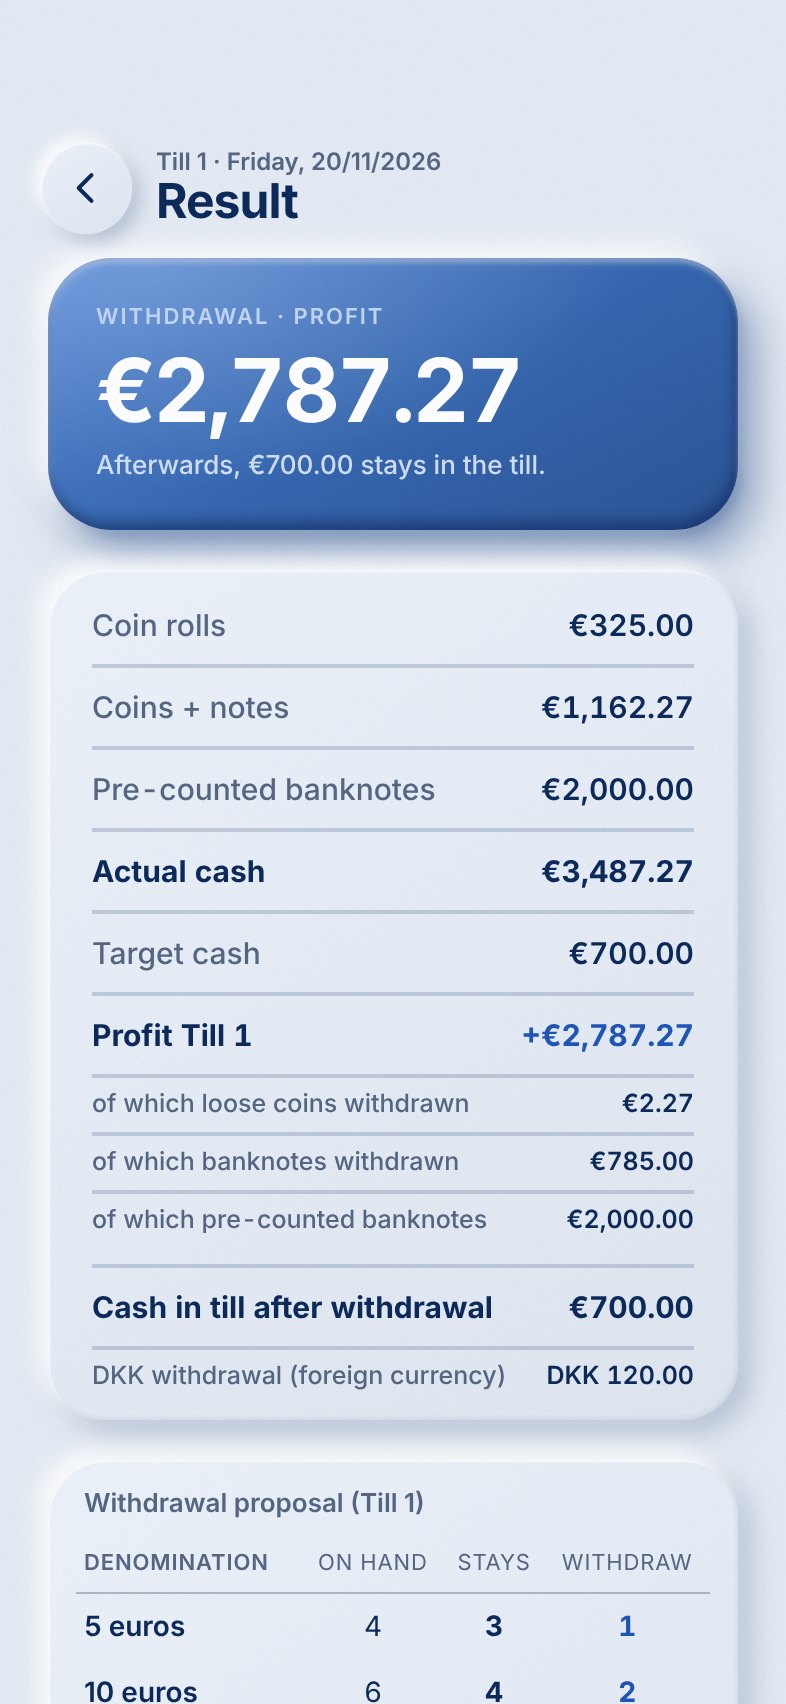 Till 1 · Friday, 20/11/2026
Result
WITHDRAWAL · PROFIT
€2,787.27
Afterwards, €700.00 stays in the till.
Coin rolls €325.00
Coins + notes €1,162.27
Pre-counted banknotes €2,000.00
Actual cash €3,487.27
Target cash €700.00
Profit Till 1 +€2,787.27
of which loose coins withdrawn €2.27
of which banknotes withdrawn €785.00
of which pre-counted banknotes €2,000.00
Cash in till after withdrawal €700.00
DKK withdrawal (foreign currency) DKK 120.00
Withdrawal proposal (Till 1)
DENOMINATION ON HAND STAYS WITHDRAW
5 euros 4 3 1
10 euros 6 4 2